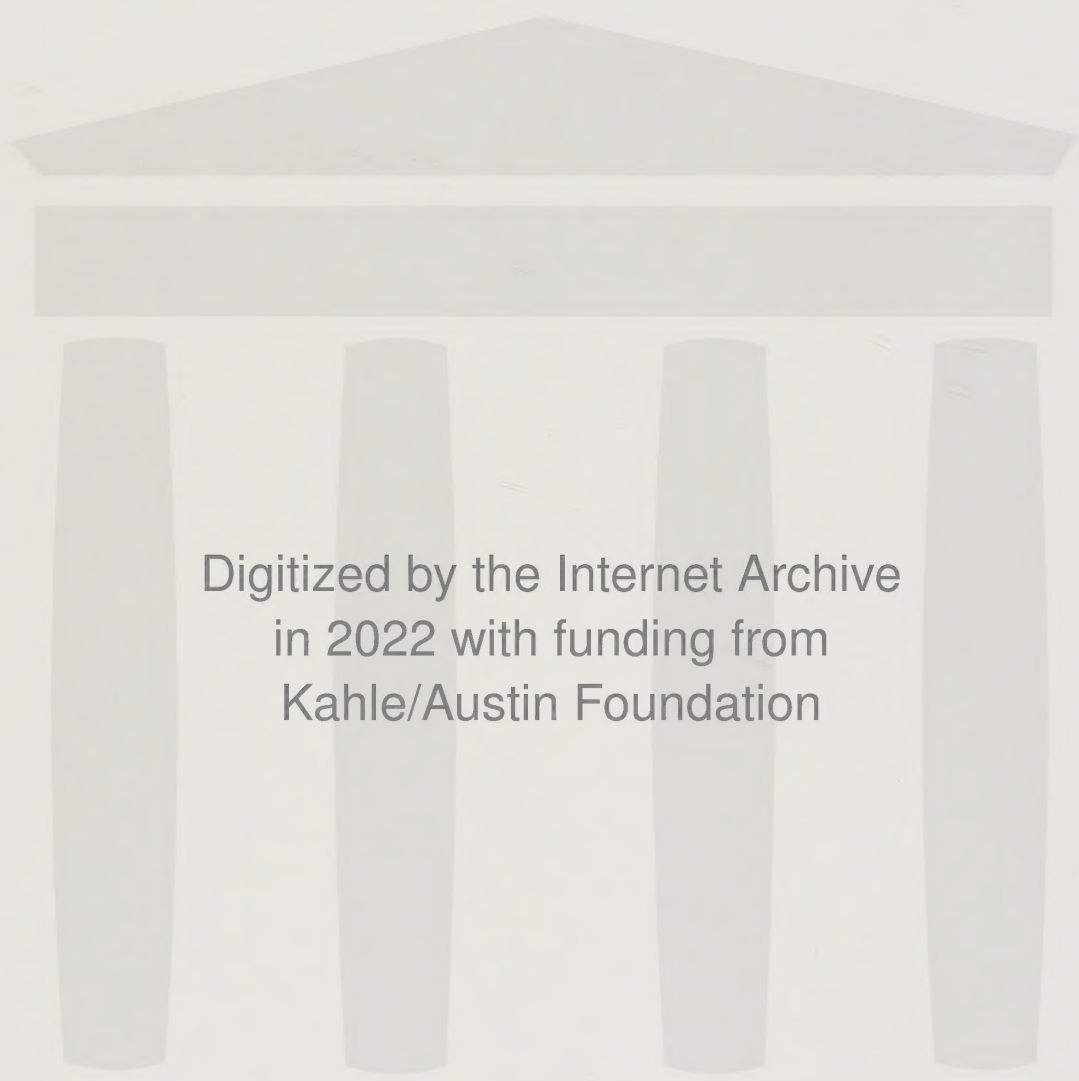 Digitized by the Internet Archive
in 2022 with funding from
Kahle/Austin Foundation